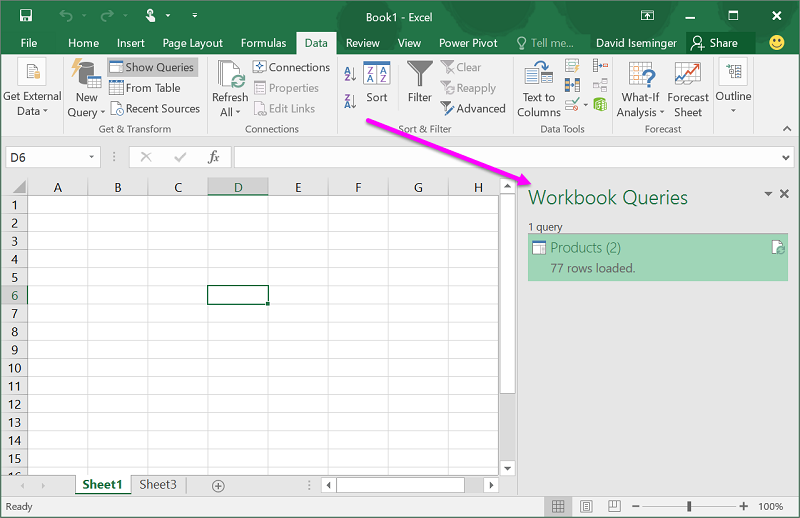 Book1 - Excel
File Home Insert Page Layout Formulas Data Review View Power Pivot Tell me... David Iseminger Share
Get External Data
New Query
Show Queries
From Table
Recent Sources
Get & Transform
Refresh All
Connections
Properties
Edit Links
Connections
A Z
Z A
Z A A Z
Sort
Filter
Clear
Reapply
Advanced
Sort & Filter
Text to Columns
Data Tools
What-If Analysis
Forecast Sheet
Forecast
Outline
D6 fx
A B C D E F G H
1
2
3
4
5
6
7
8
9
10
11
12
13
14
15
16
Workbook Queries
1 query
Products (2)
77 rows loaded.
Sheet1 Sheet3
Ready 100%